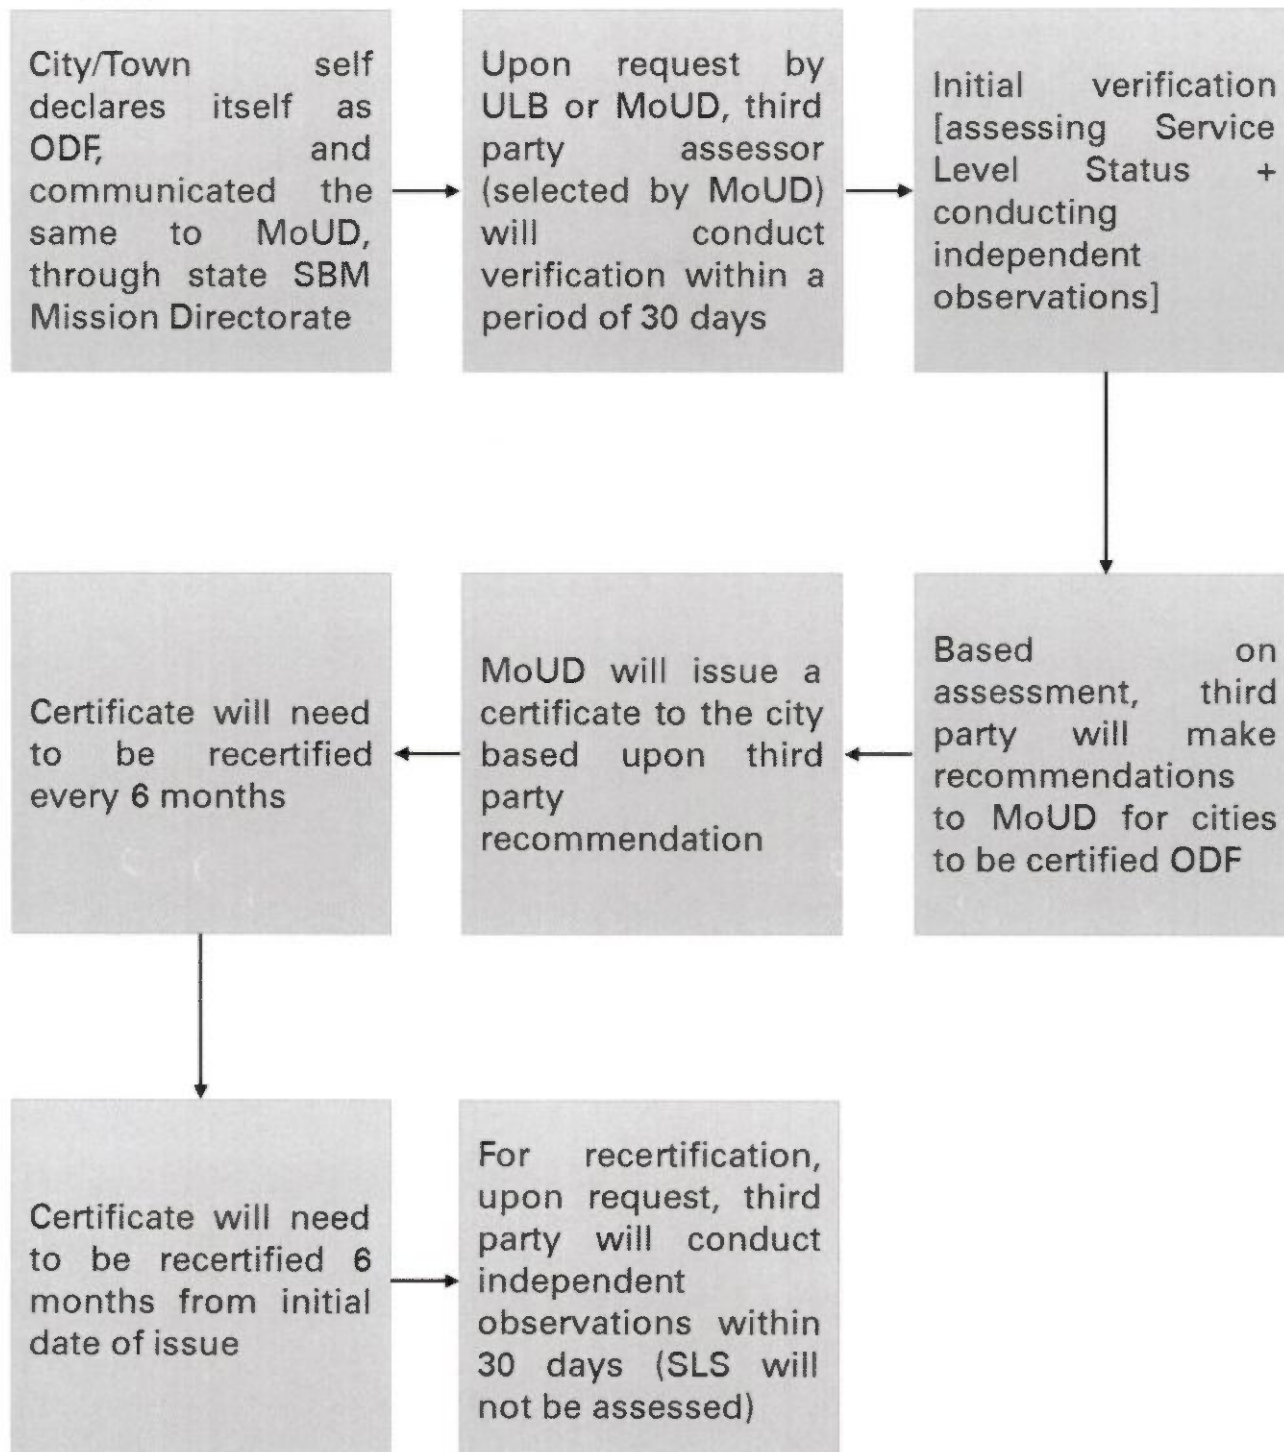 City/Town self
declares itself as
ODF, and
communicated the
same to MoUD,
through state SBM
Mission Directorate
Upon request by
ULB or MoUD, third
party assessor
(selected by MoUD)
will conduct
verification within a
period of 30 days
Initial verification
[assessing Service
Level Status +
conducting
independent
observations]
Based on
assessment, third
party will make
recommendations
to MoUD for cities
to be certified ODF
MoUD will issue a
certificate to the city
based upon third
party
recommendation
Certificate will need
to be recertified
every 6 months
Certificate will need
to be recertified 6
months from initial
date of issue
For recertification,
upon request, third
party will conduct
independent
observations within
30 days (SLS will
not be assessed)